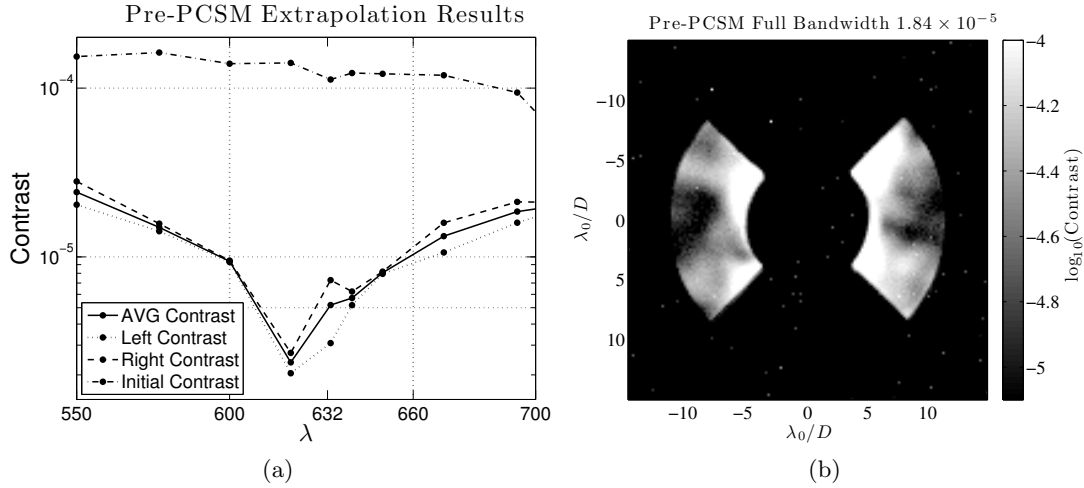 Pre-PCSM Extrapolation Results
Contrast
10⁻⁴
10⁻⁵
AVG Contrast
Left Contrast
Right Contrast
Initial Contrast
550 600 632 660 700
λ
(a)
Pre-PCSM Full Bandwidth 1.84 × 10⁻⁵
λ₀/D
−10
−5
0
5
10
−10 −5 0 5 10
λ₀/D
−4
−4.2
−4.4
−4.6
−4.8
−5
log₁₀(Contrast)
(b)